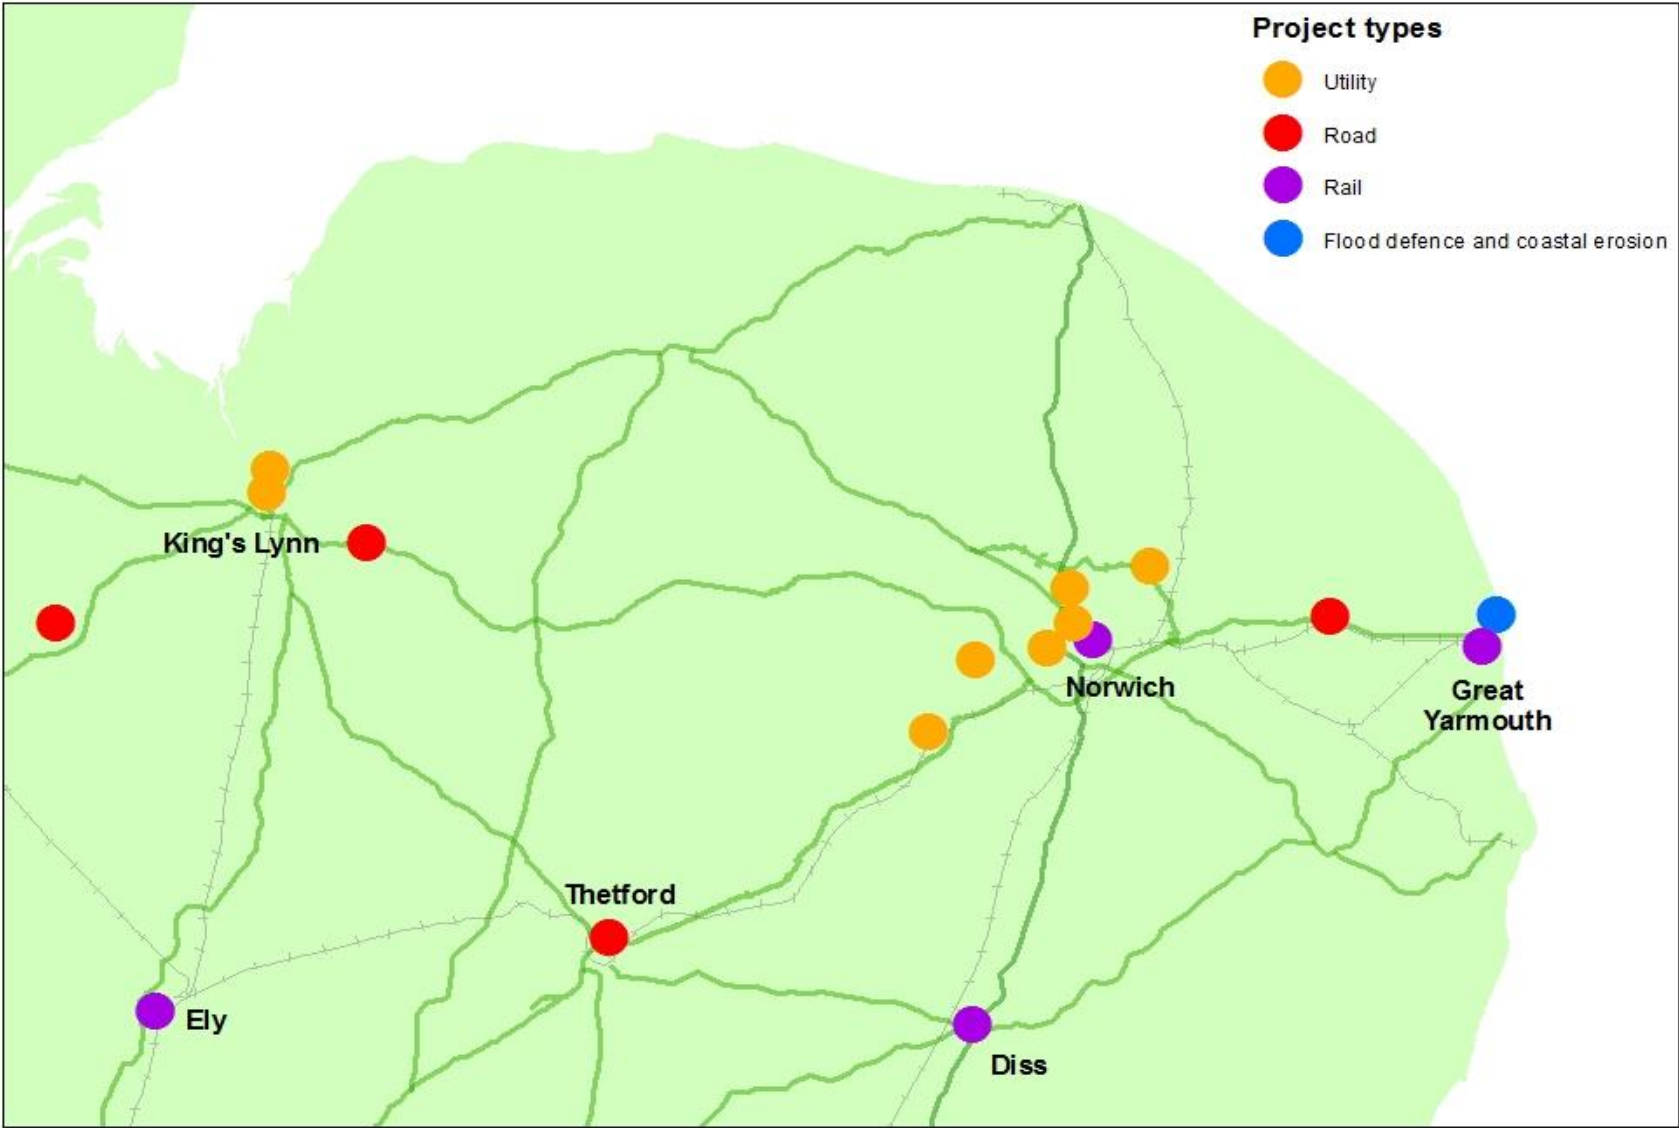 Project types
Utility
Road
Rail
Flood defence and coastal erosion
King's Lynn
Norwich
Great
Yarmouth
Thetford
Ely
Diss